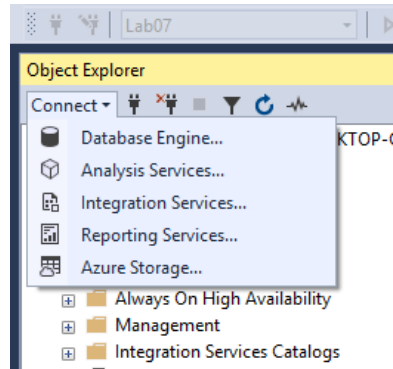 Lab07
Object Explorer
Connect
Database Engine...
KTOP-
Analysis Services...
Integration Services...
Reporting Services...
Azure Storage...
Always On High Availability
Management
Integration Services Catalogs